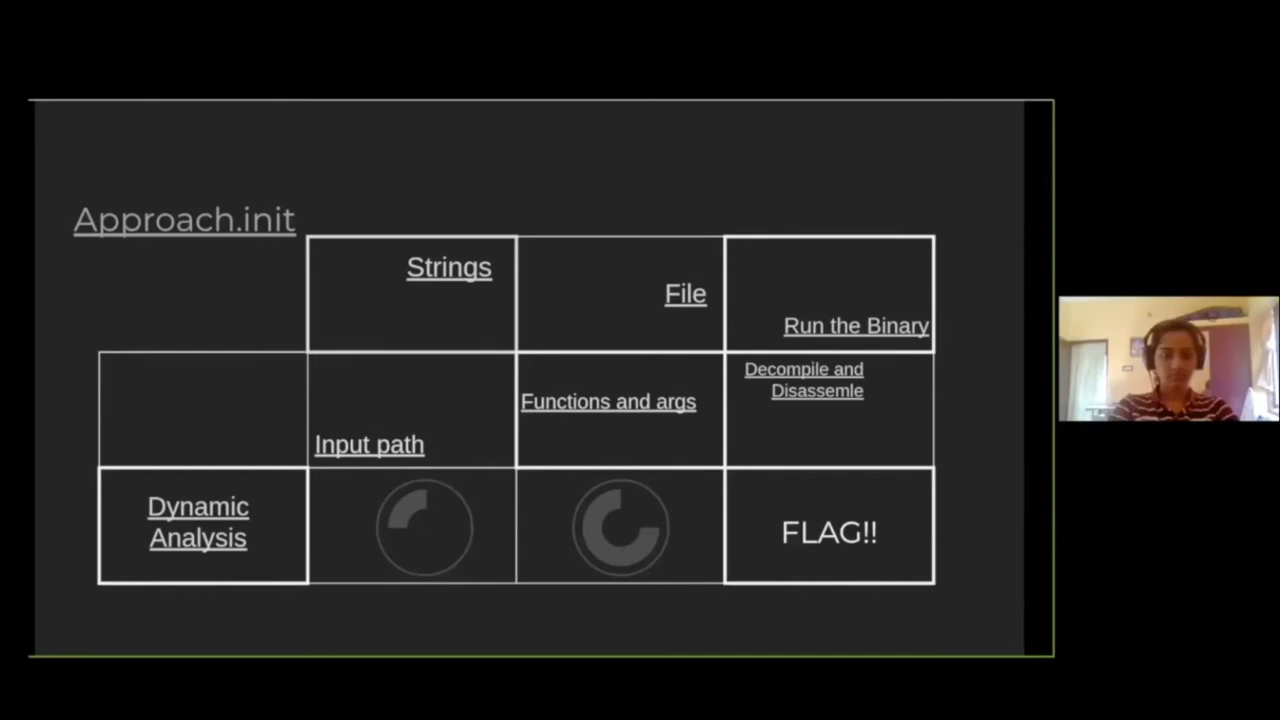 Approach.init
Strings
File
Run the Binary
Decompile and
Disassemle
Functions and args
Input path
Dynamic
Analysis
FLAG!!